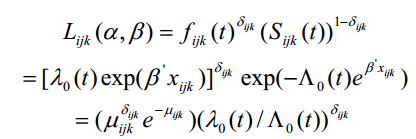 L_{ijk}(α, β) = f_{ijk}(t)^{δ_{ijk}} (S_{ijk}(t))^{1-δ_{ijk}}
= [λ_0(t) exp(β'x_{ijk})]^{δ_{ijk}} exp(-Λ_0(t)e^{β'x_{ijk}})
= (μ_{ijk}^{δ_{ijk}} e^{-μ_{ijk}})(λ_0(t)/Λ_0(t))^{δ_{ijk}}